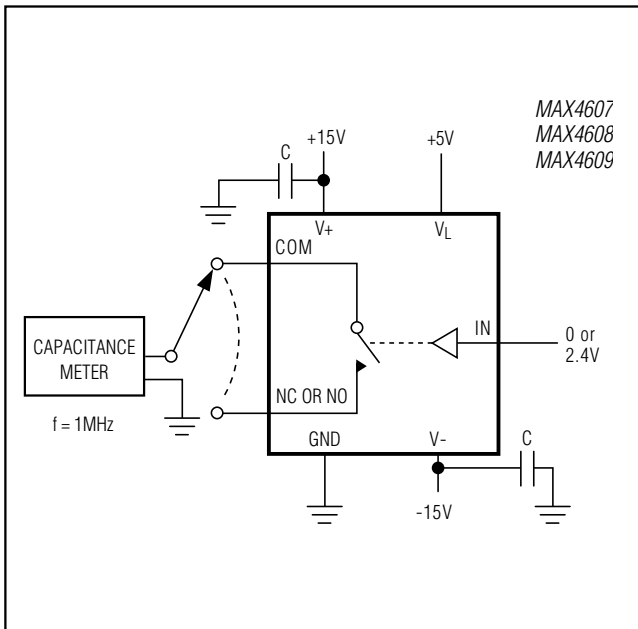 MAX4607
MAX4608
MAX4609
+15V
+5V
C
V+
VL
COM
IN
0 or
2.4V
CAPACITANCE
METER
f = 1MHz
NC OR NO
GND
V-
C
-15V